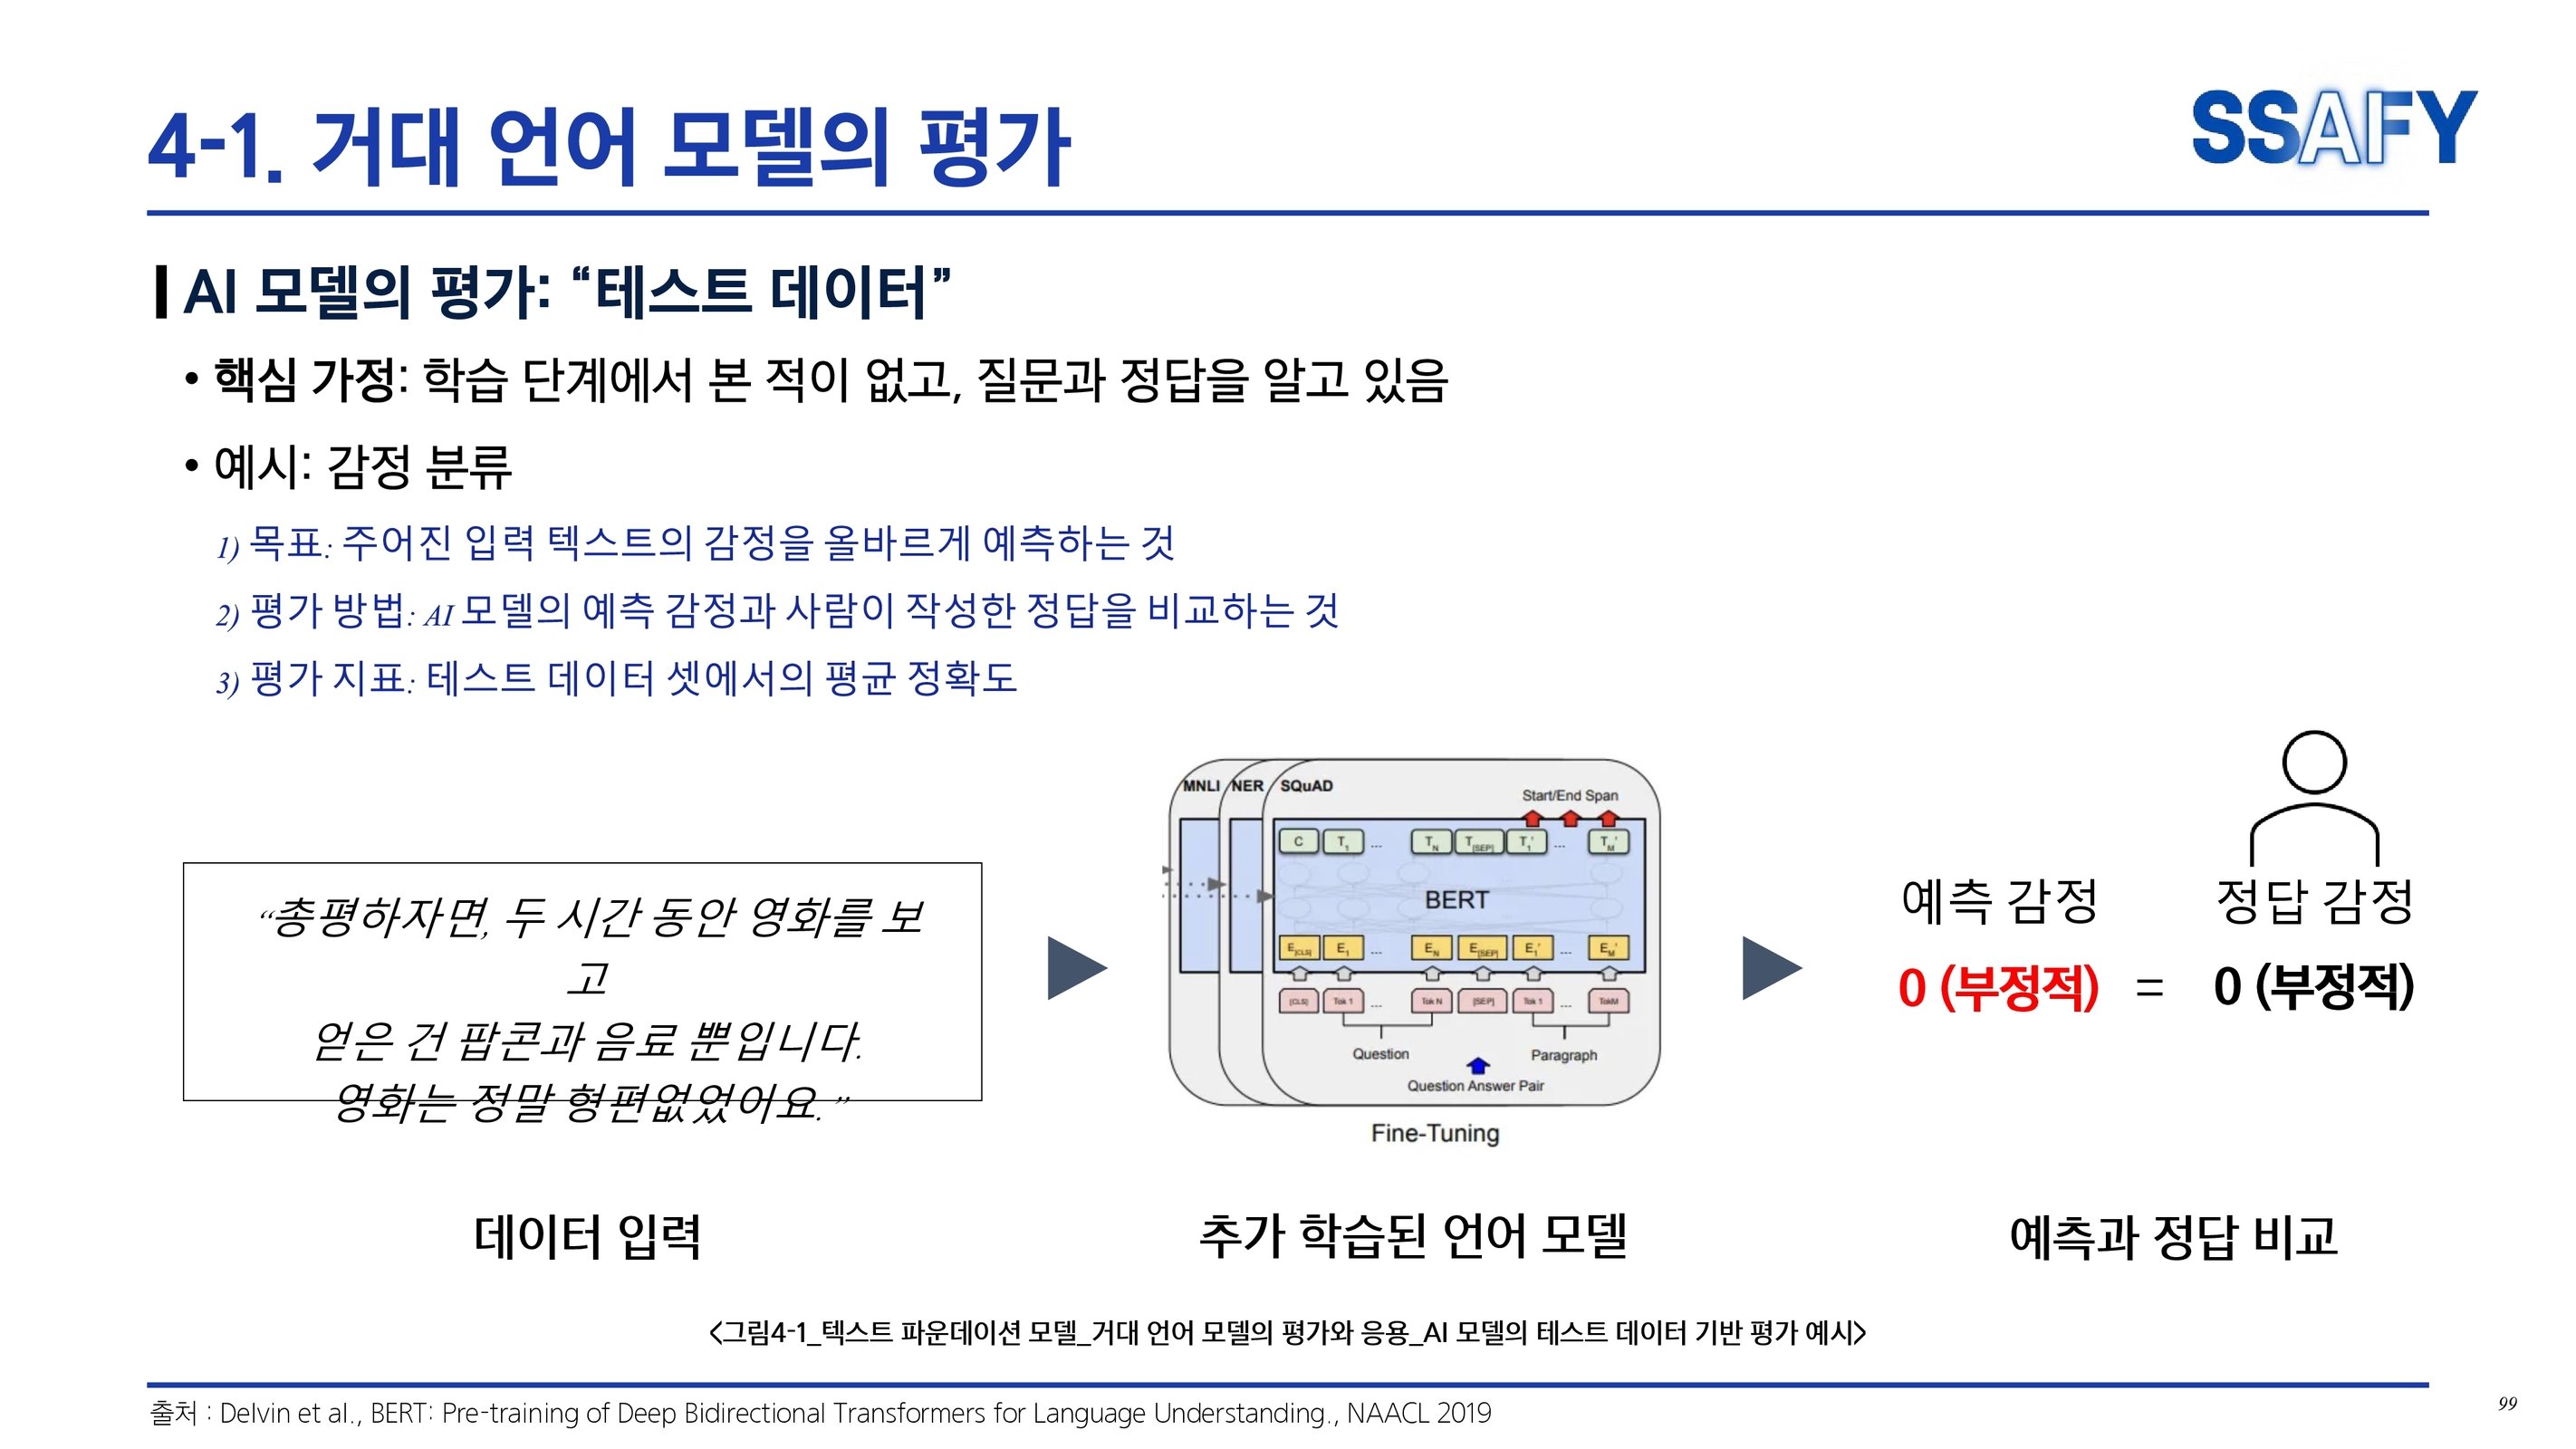 4-1. 거대 언어 모델의 평가
SSAFY
AI 모델의 평가: “테스트 데이터”
• 핵심 가정: 학습 단계에서 본 적이 없고, 질문과 정답을 알고 있음
• 예시: 감정 분류
1) 목표: 주어진 입력 텍스트의 감정을 올바르게 예측하는 것
2) 평가 방법: AI 모델의 예측 감정과 사람이 작성한 정답을 비교하는 것
3) 평가 지표: 테스트 데이터 셋에서의 평균 정확도
“총평하자면, 두 시간 동안 영화를 보
고
얻은 건 팝콘과 음료 뿐입니다.
영화는 정말 형편없었어요.”
데이터 입력
MNLI NER SQuAD
Start/End Span
C T1 ... TN T[SEP] T1' ... TM'
BERT
E[CLS] E1 ... EN E[SEP] E1' ... EM'
[CLS] Tok 1 ... Tok N [SEP] Tok 1 ... TokM
Question Paragraph
Question Answer Pair
Fine-Tuning
추가 학습된 언어 모델
예측 감정 정답 감정
0 (부정적) = 0 (부정적)
예측과 정답 비교
<그림4-1_텍스트 파운데이션 모델_거대 언어 모델의 평가와 응용_AI 모델의 테스트 데이터 기반 평가 예시>
출처 : Delvin et al., BERT: Pre-training of Deep Bidirectional Transformers for Language Understanding., NAACL 2019
99